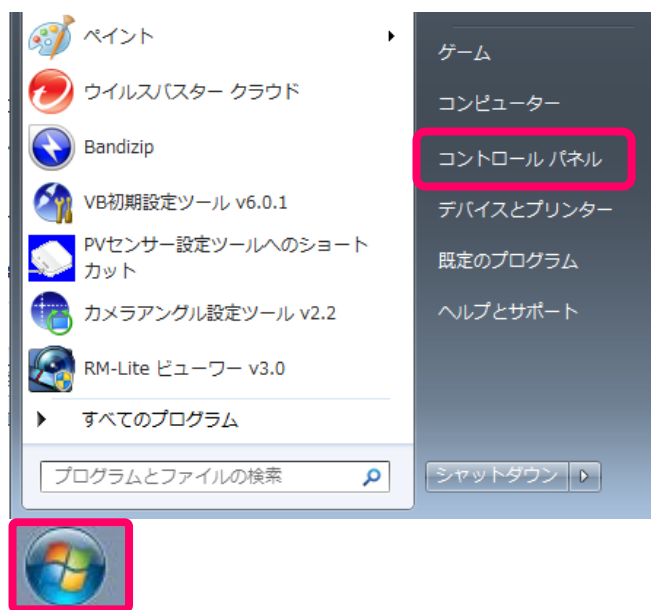 ペイント
ウイルスバスター クラウド
Bandizip
VB初期設定ツール v6.0.1
PVセンサー設定ツールへのショート
カット
カメラアングル設定ツール v2.2
RM-Lite ビューワー v3.0
すべてのプログラム
プログラムとファイルの検索
ゲーム
コンピューター
コントロール パネル
デバイスとプリンター
既定のプログラム
ヘルプとサポート
シャットダウン